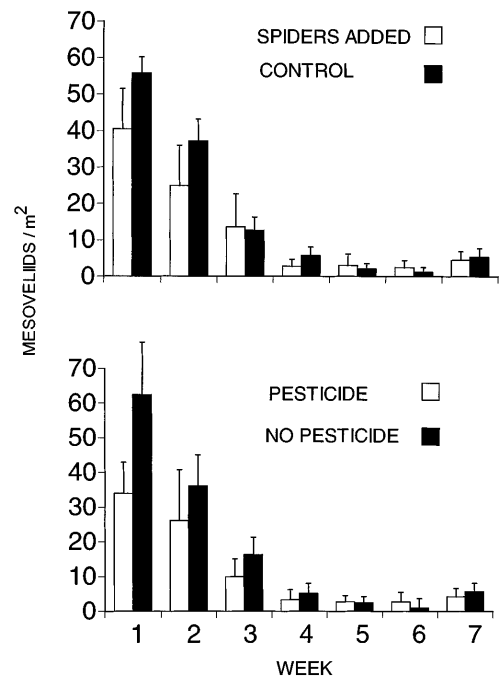 70
60
50
40
30
20
10
0
SPIDERS ADDED
CONTROL
MESOVELIIDS / m²
70
60
50
40
30
20
10
0
PESTICIDE
NO PESTICIDE
1 2 3 4 5 6 7
WEEK